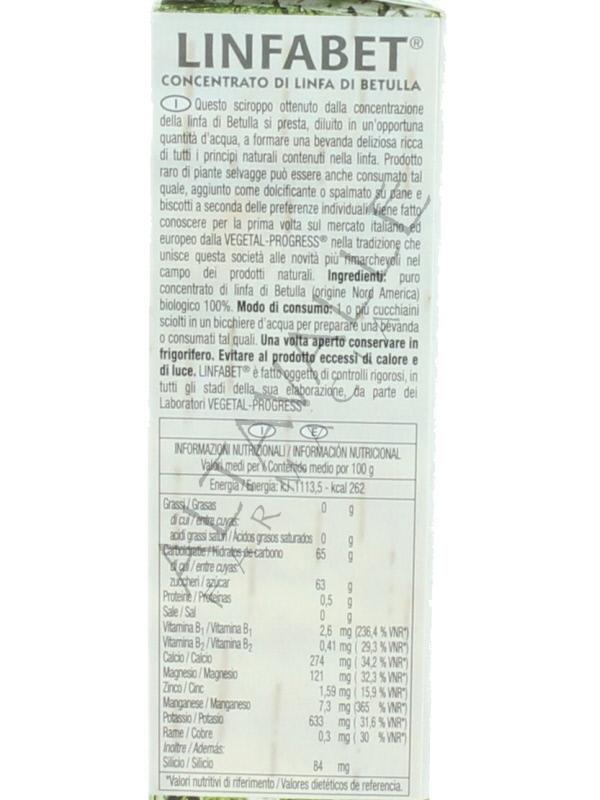 LINFABET®
CONCENTRATO DI LINFA DI BETULLA
I Questo sciroppo ottenuto dalla concentrazione
della linfa di Betulla si presta, diluito in un'opportuna
quantità d'acqua, a formare una bevanda deliziosa ricca
di tutti i principi naturali contenuti nella linfa. Prodotto
raro di piante selvagge può essere anche consumato tal
quale, aggiunto come dolcificante o spalmato su pane e
biscotti a seconda delle preferenze individuali. Viene fatto
conoscere per la prima volta sul mercato italiano ed
europeo dalla VEGETAL-PROGRESS® nella tradizione che
unisce questa società alle novità più rimarchevoli nel
campo dei prodotti naturali. Ingredienti: puro
concentrato di linfa di Betulla (origine Nord America)
biologico 100%. Modo di consumo: 1 o più cucchiaini
sciolti in un bicchiere d'acqua per preparare una bevanda
o consumati tal quali. Una volta aperto conservare in
frigorifero. Evitare al prodotto eccessi di calore e
di luce. LINFABET® è fatto oggetto di controlli rigorosi, in
tutti gli stadi della sua elaborazione, da parte dei
Laboratori VEGETAL-PROGRESS®
I E
INFORMAZIONI NUTRIZIONALI / INFORMACIÓN NUTRICIONAL
Valori medi per / Contenido medio por 100 g
Energia / Energia: kJ 1113,5 - kcal 262
Grassi / Grasas 0 g
di cui / entre cuyas:
acidi grassi saturi / Ácidos grasos saturados 0 g
Carboidratie / Hidratos de carbono 65 g
di cui / entre cuyas:
zuccheri / azúcar 63 g
Proteine / Proteinas 0,5 g
Sale / Sal 0 g
Vitamina B1 / Vitamina B1 2,6 mg (236,4 % VNR*)
Vitamina B2 / Vitamina B2 0,41 mg ( 29,3 % VNR*)
Calcio / Calcio 274 mg ( 34,2 % VNR*)
Magnesio / Magnesio 121 mg ( 32,3 % VNR*)
Zinco / Cinc 1,59 mg ( 15,9 % VNR*)
Manganese / Manganeso 7,3 mg (365 % VNR*)
Potassio / Potasio 633 mg ( 31,6 % VNR*)
Rame / Cobre 0,3 mg ( 30 % VNR*)
Inoltre / Además:
Silicio / Silicio 84 mg
*Valori nutritivi di riferimento / Valores dietéticos de referencia.
ALTAVALLE
FARMACIA